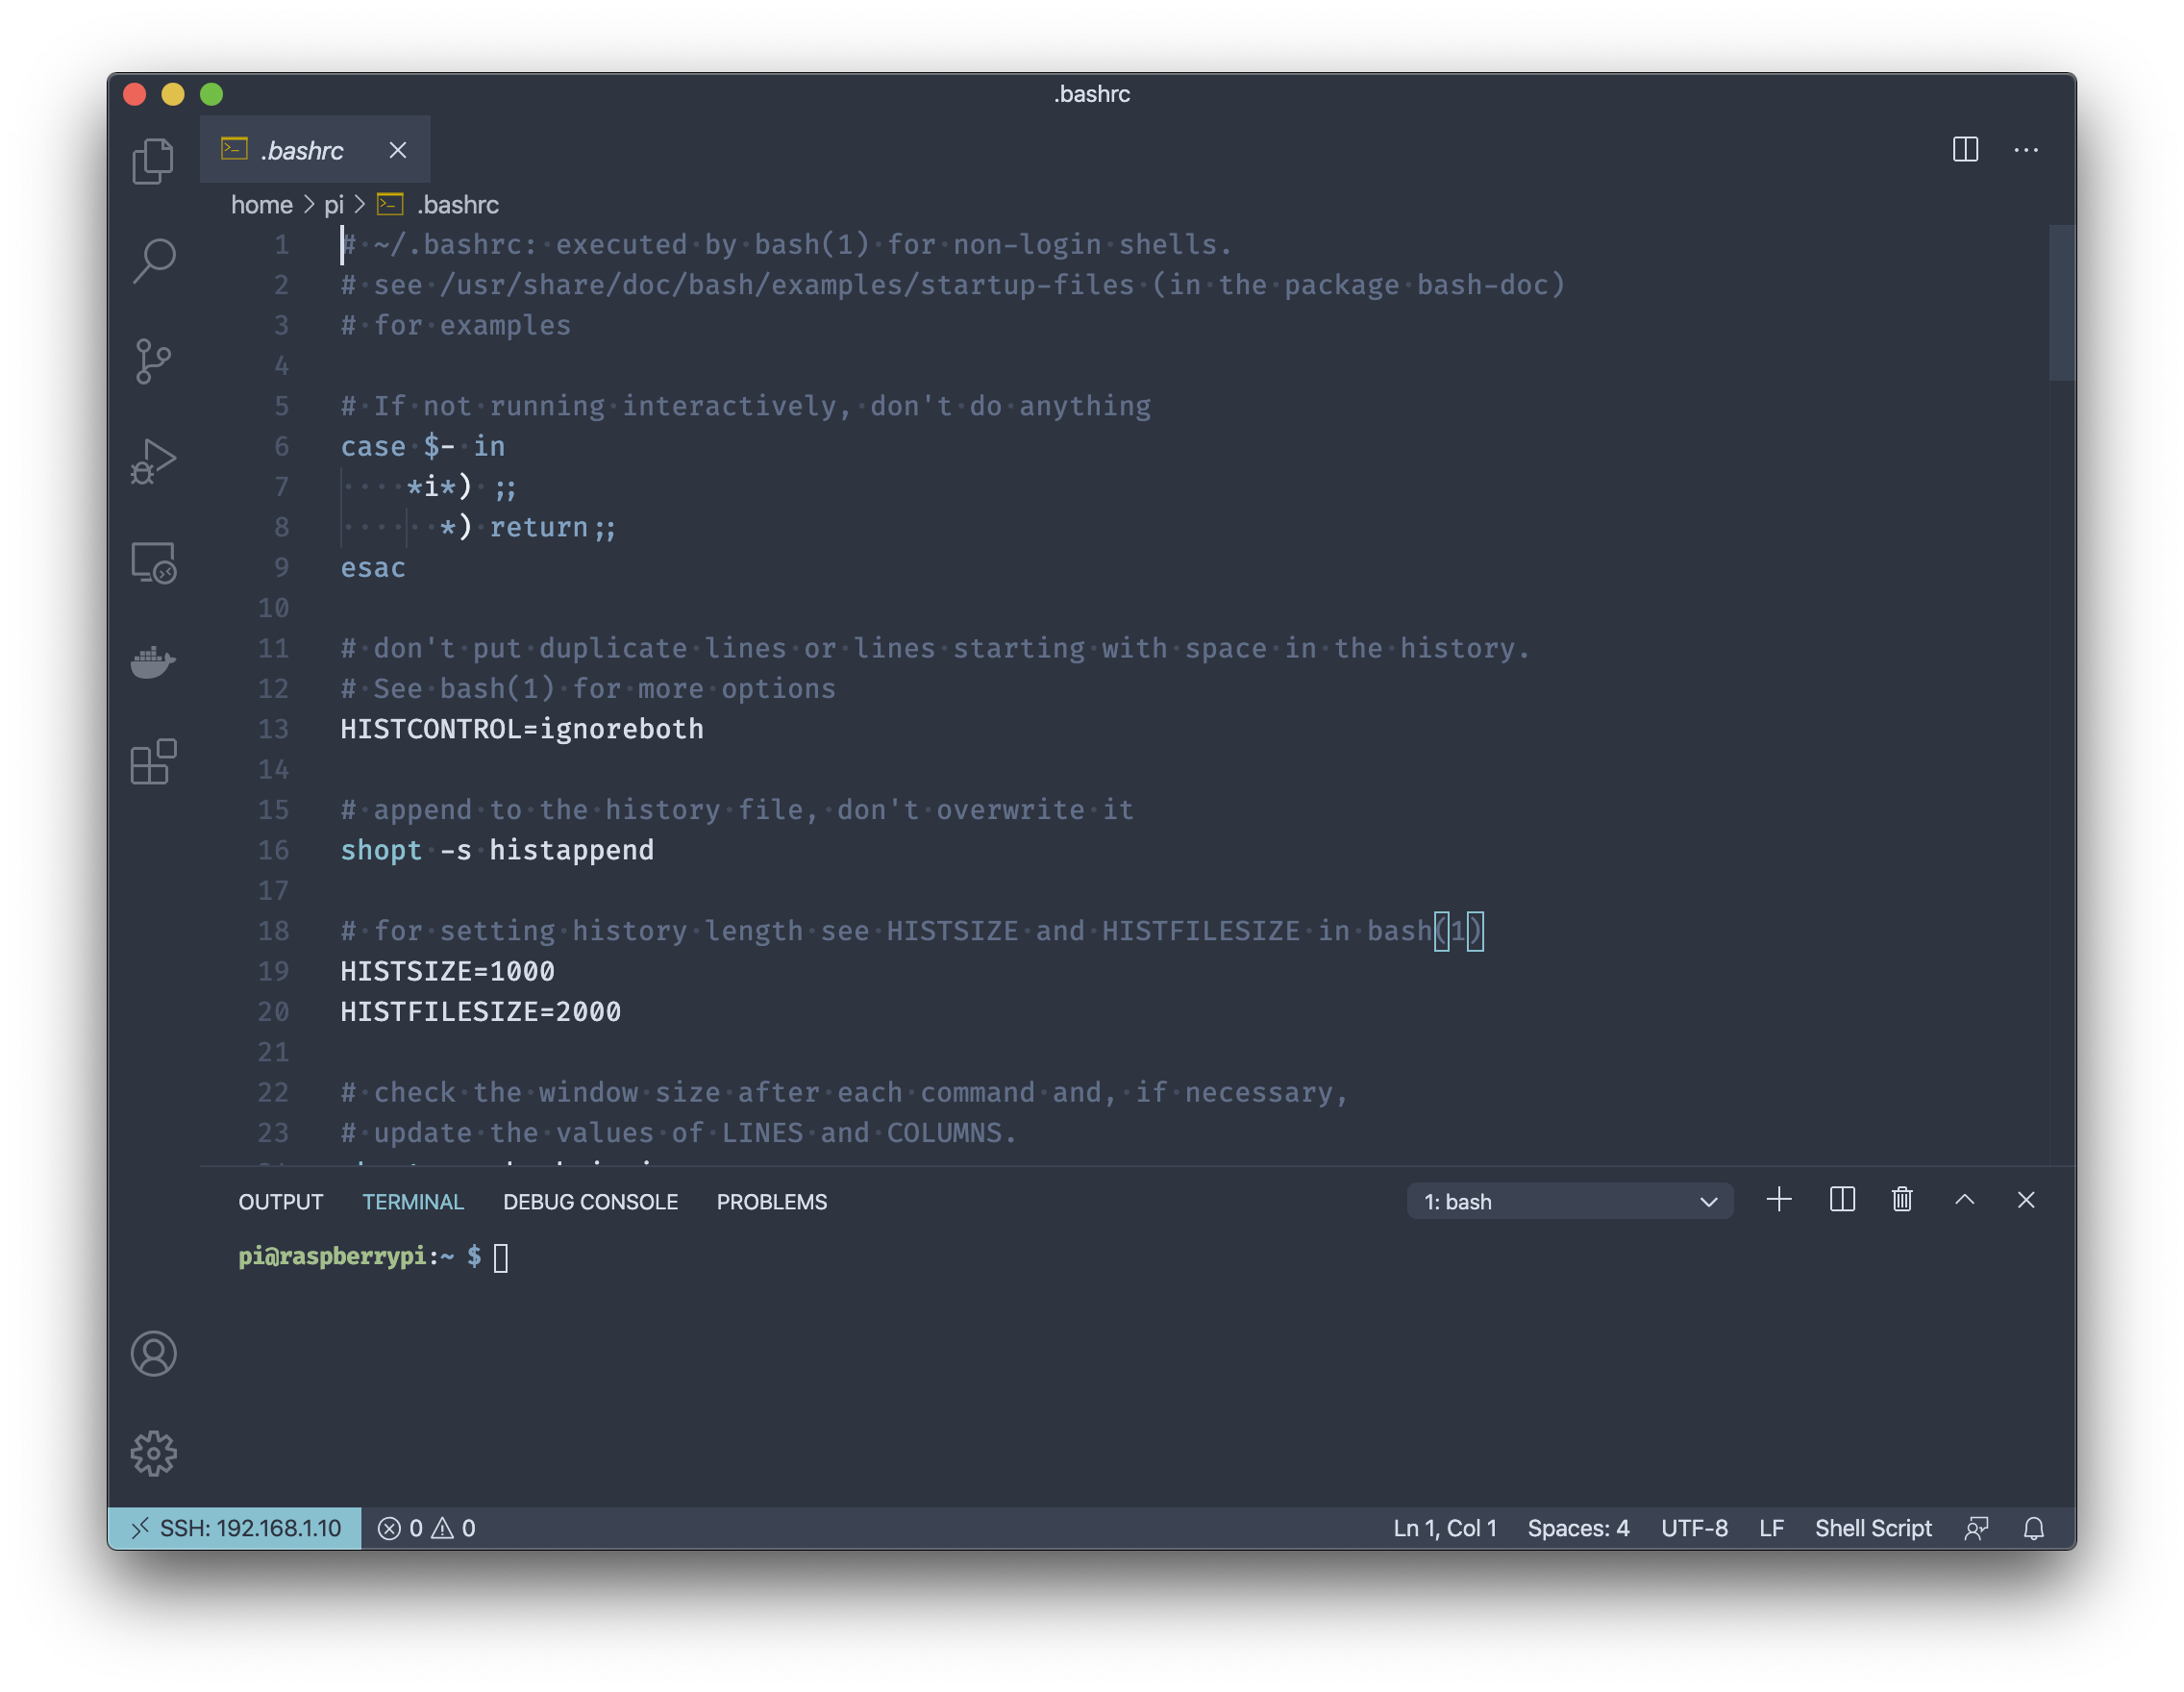 .bashrc
.bashrc
home > pi > .bashrc
1 # ~/.bashrc: executed by bash(1) for non-login shells.
2 # see /usr/share/doc/bash/examples/startup-files (in the package bash-doc)
3 # for examples
4
5 # If not running interactively, don't do anything
6 case $- in
7     *i*) ;;
8       *) return;;
9 esac
10
11 # don't put duplicate lines or lines starting with space in the history.
12 # See bash(1) for more options
13 HISTCONTROL=ignoreboth
14
15 # append to the history file, don't overwrite it
16 shopt -s histappend
17
18 # for setting history length see HISTSIZE and HISTFILESIZE in bash(1)
19 HISTSIZE=1000
20 HISTFILESIZE=2000
21
22 # check the window size after each command and, if necessary,
23 # update the values of LINES and COLUMNS.
OUTPUT TERMINAL DEBUG CONSOLE PROBLEMS 1: bash
pi@raspberrypi:~ $
SSH: 192.168.1.10 0 0 Ln 1, Col 1 Spaces: 4 UTF-8 LF Shell Script